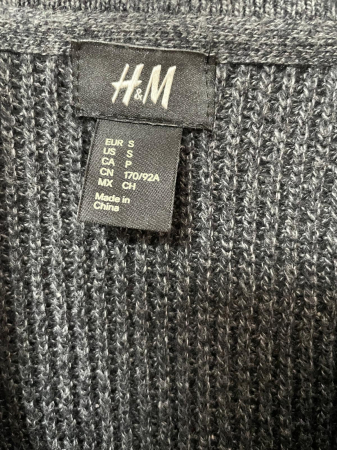 H&M
EUR S
US S
CA P
CN 170/92A
MX CH
Made in
China